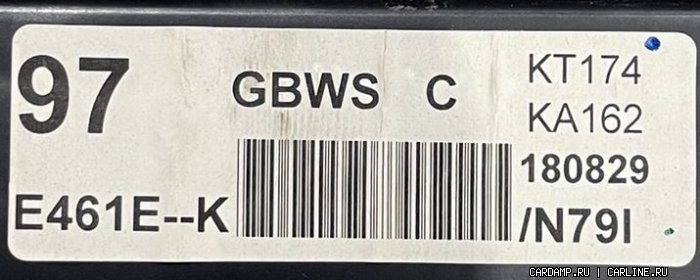 97 GBWS C KT174
KA162
180829
E461E--K /N79I
CARDAMP.RU | CARLINE.RU